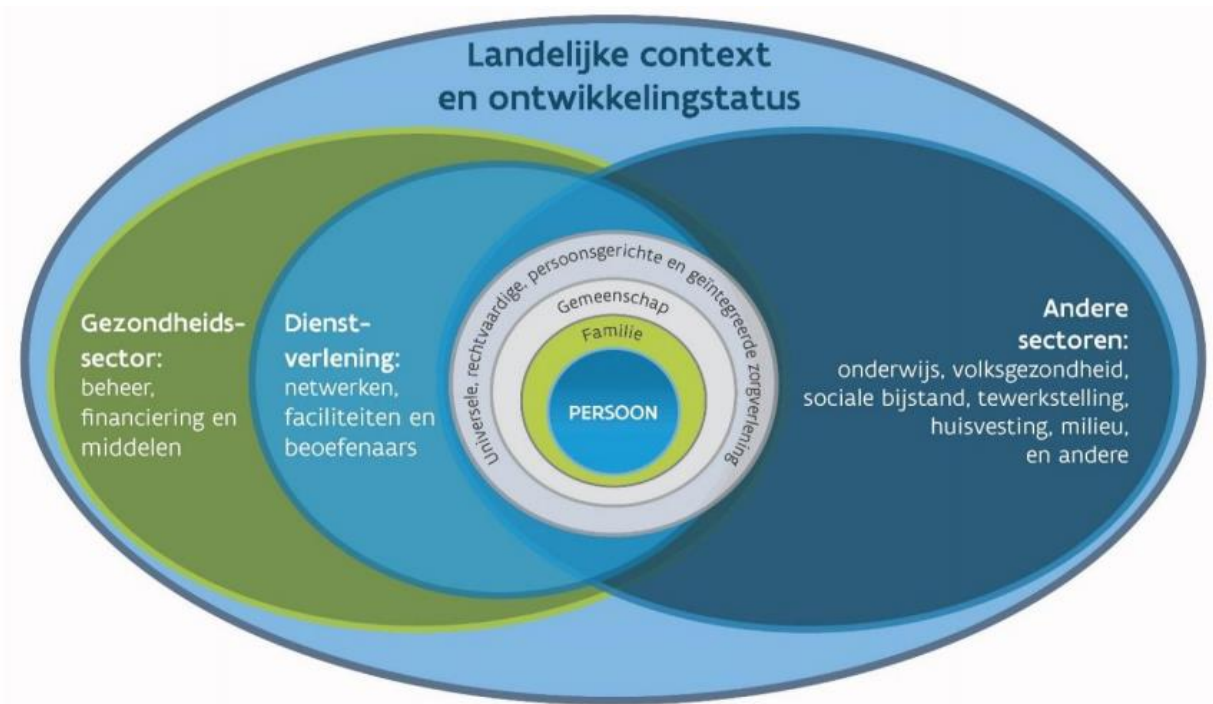 Landelijke context
en ontwikkelingstatus
Gezondheids-
sector:
beheer,
financiering en
middelen
Dienst-
verlening:
netwerken,
faciliteiten en
beoefenaars
Universele, rechtvaardige, persoonsgerichte en geïntegreerde zorgverlening
Gemeenschap
Familie
PERSOON
Andere
sectoren:
onderwijs, volksgezondheid,
sociale bijstand, tewerkstelling,
huisvesting, milieu,
en andere